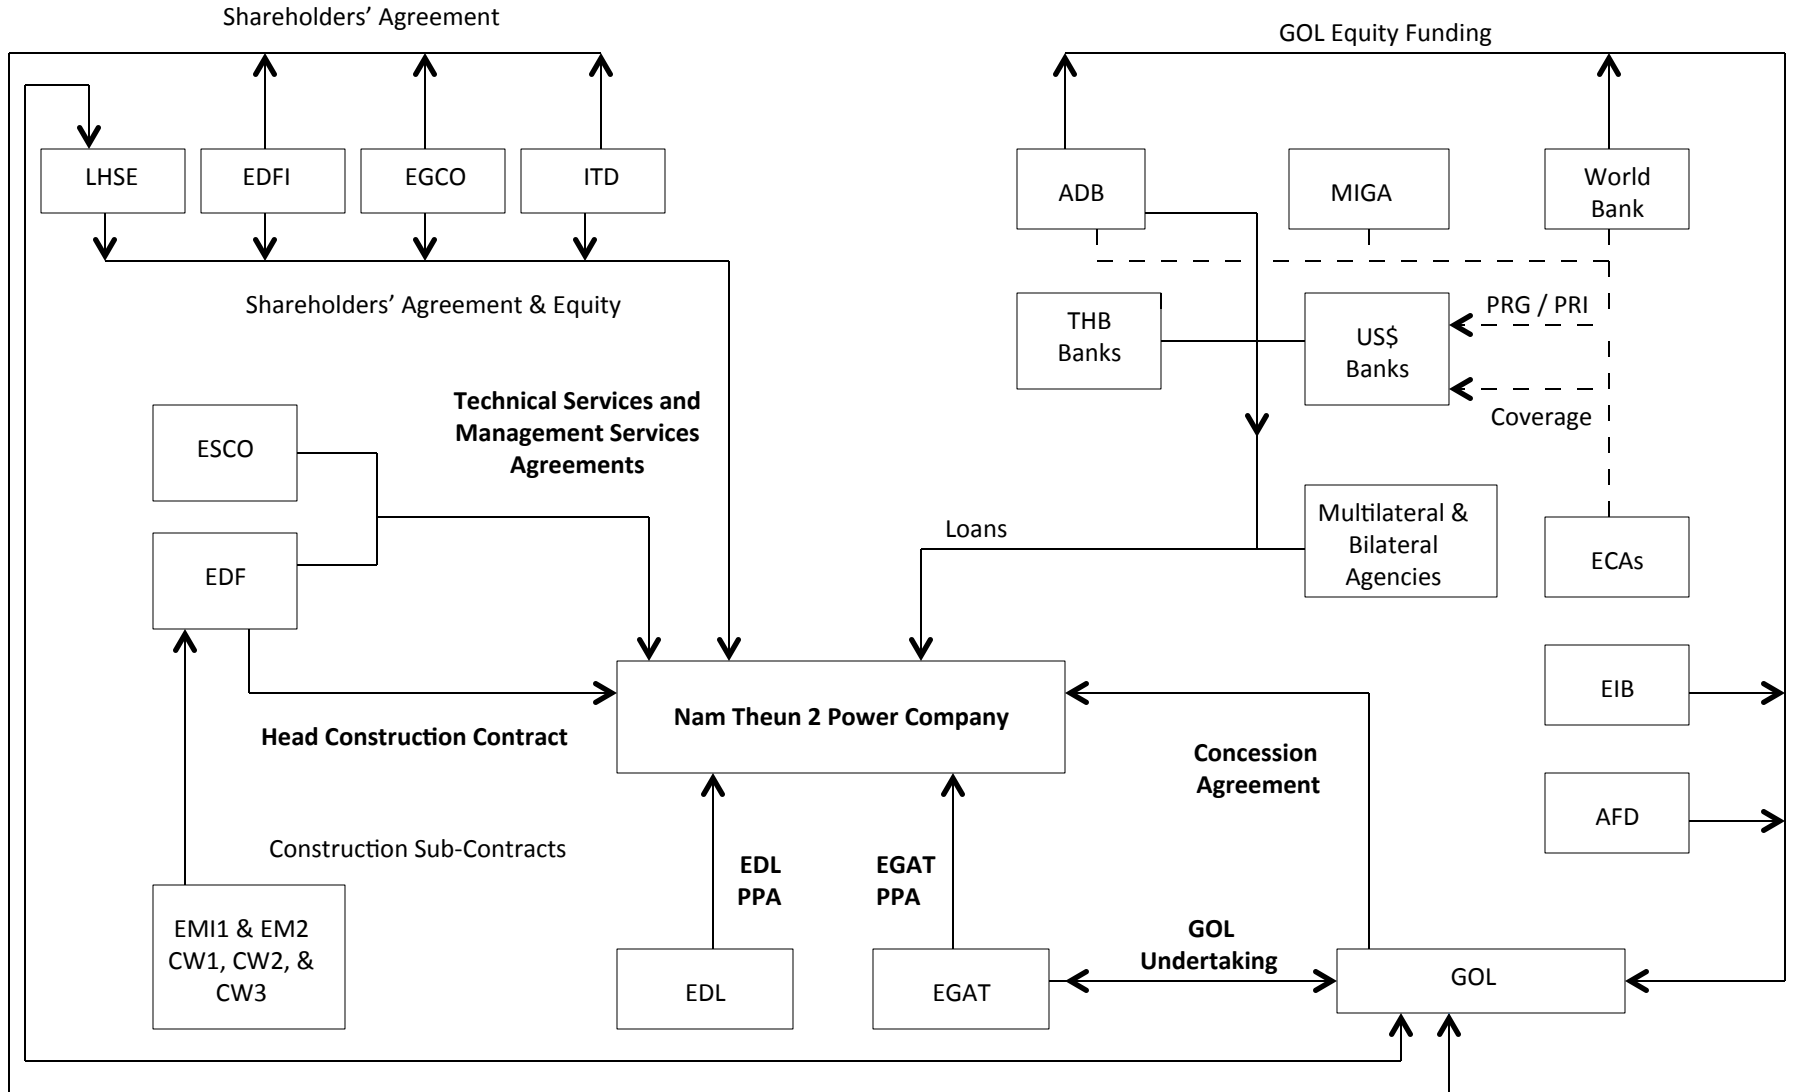 Shareholders’ Agreement
GOL Equity Funding
LHSE
EDFI
EGCO
ITD
ADB
MIGA
World
Bank
Shareholders’ Agreement & Equity
THB
Banks
US$
Banks
PRG / PRI
Coverage
Technical Services and
Management Services
Agreements
ESCO
EDF
Loans
Multilateral &
Bilateral
Agencies
ECAs
Nam Theun 2 Power Company
Head Construction Contract
Concession
Agreement
EIB
AFD
Construction Sub-Contracts
EDL
PPA
EGAT
PPA
GOL
Undertaking
EMI1 & EM2
CW1, CW2, &
CW3
EDL
EGAT
GOL